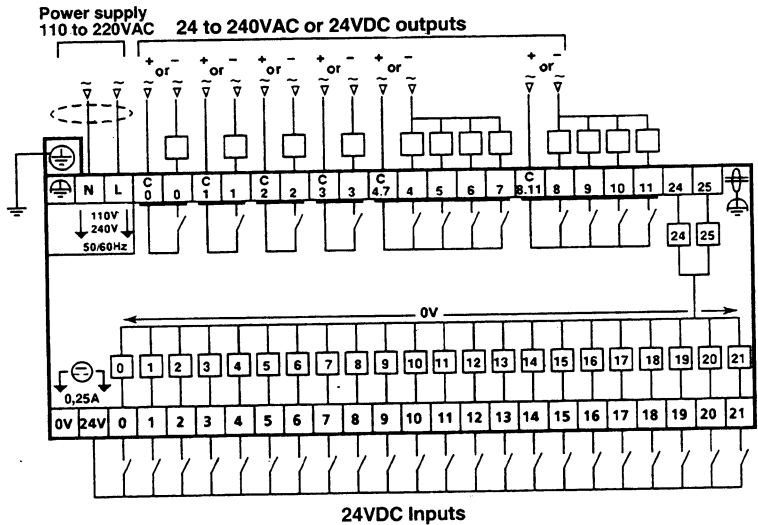 Power supply
110 to 220VAC
24 to 240VAC or 24VDC outputs
+ or − + or − + or − + or − + or − + or −
~ ~ ~ ~ ~ ~ ~ ~ ~ ~ ~ ~ ~ ~
N L C 0 0 C 1 1 C 2 2 C 3 3 C 4.7 4 5 6 7 C 8.11 8 9 10 11 24 25
110V
240V
50/60Hz
24 25
0V
0 1 2 3 4 5 6 7 8 9 10 11 12 13 14 15 16 17 18 19 20 21
0,25A
0V 24V 0 1 2 3 4 5 6 7 8 9 10 11 12 13 14 15 16 17 18 19 20 21
24VDC Inputs